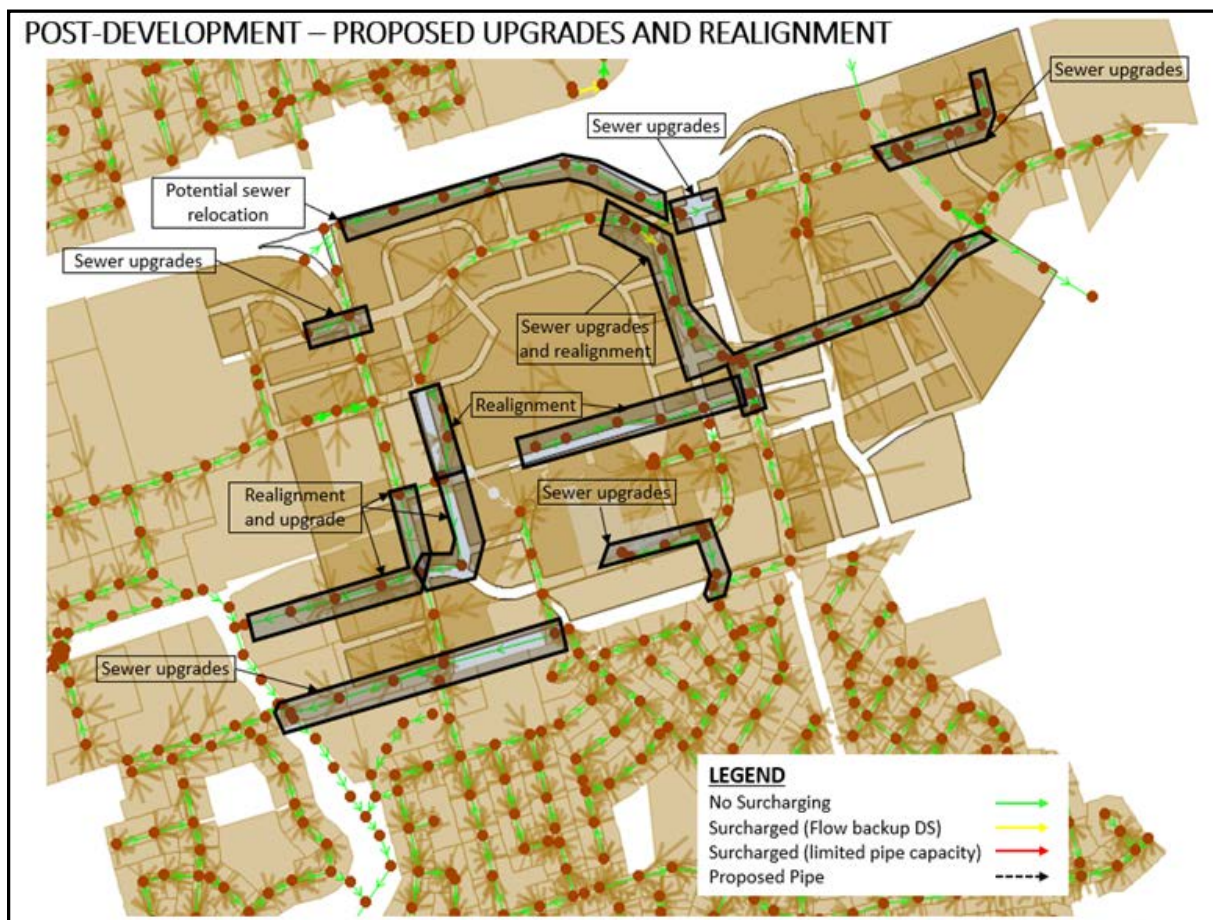 POST-DEVELOPMENT – PROPOSED UPGRADES AND REALIGNMENT
Sewer upgrades
Sewer upgrades
Potential sewer
relocation
Sewer upgrades
Sewer upgrades
and realignment
Realignment
Realignment
and upgrade
Sewer upgrades
Sewer upgrades
LEGEND
No Surcharging
Surcharged (Flow backup DS)
Surcharged (limited pipe capacity)
Proposed Pipe